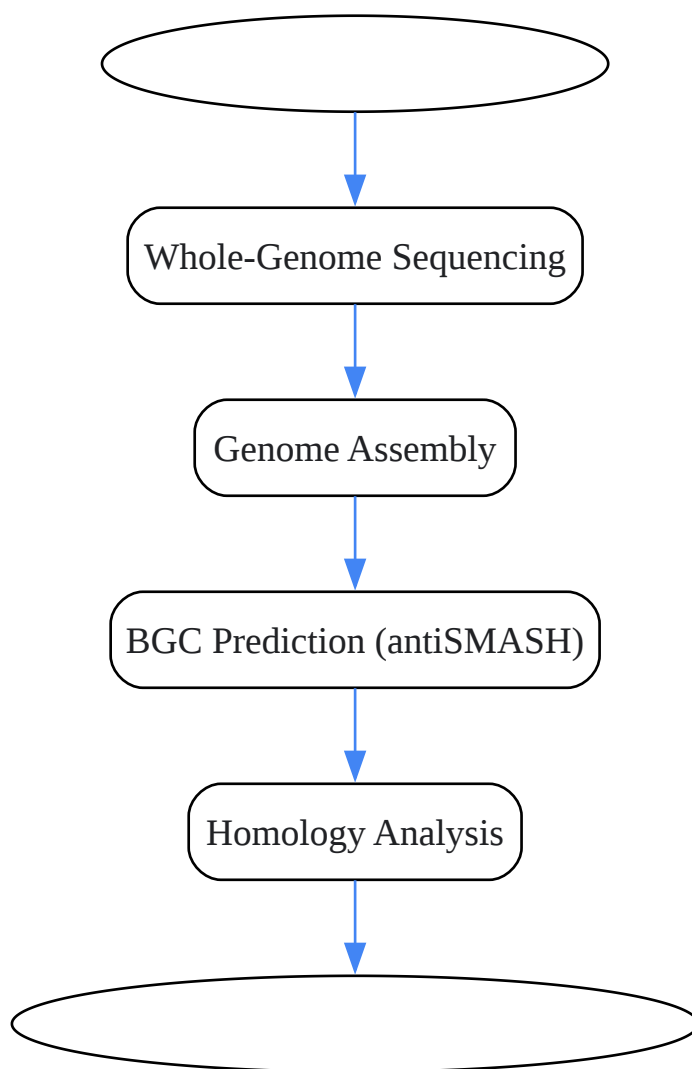 Whole-Genome Sequencing
Genome Assembly
BGC Prediction (antiSMASH)
Homology Analysis